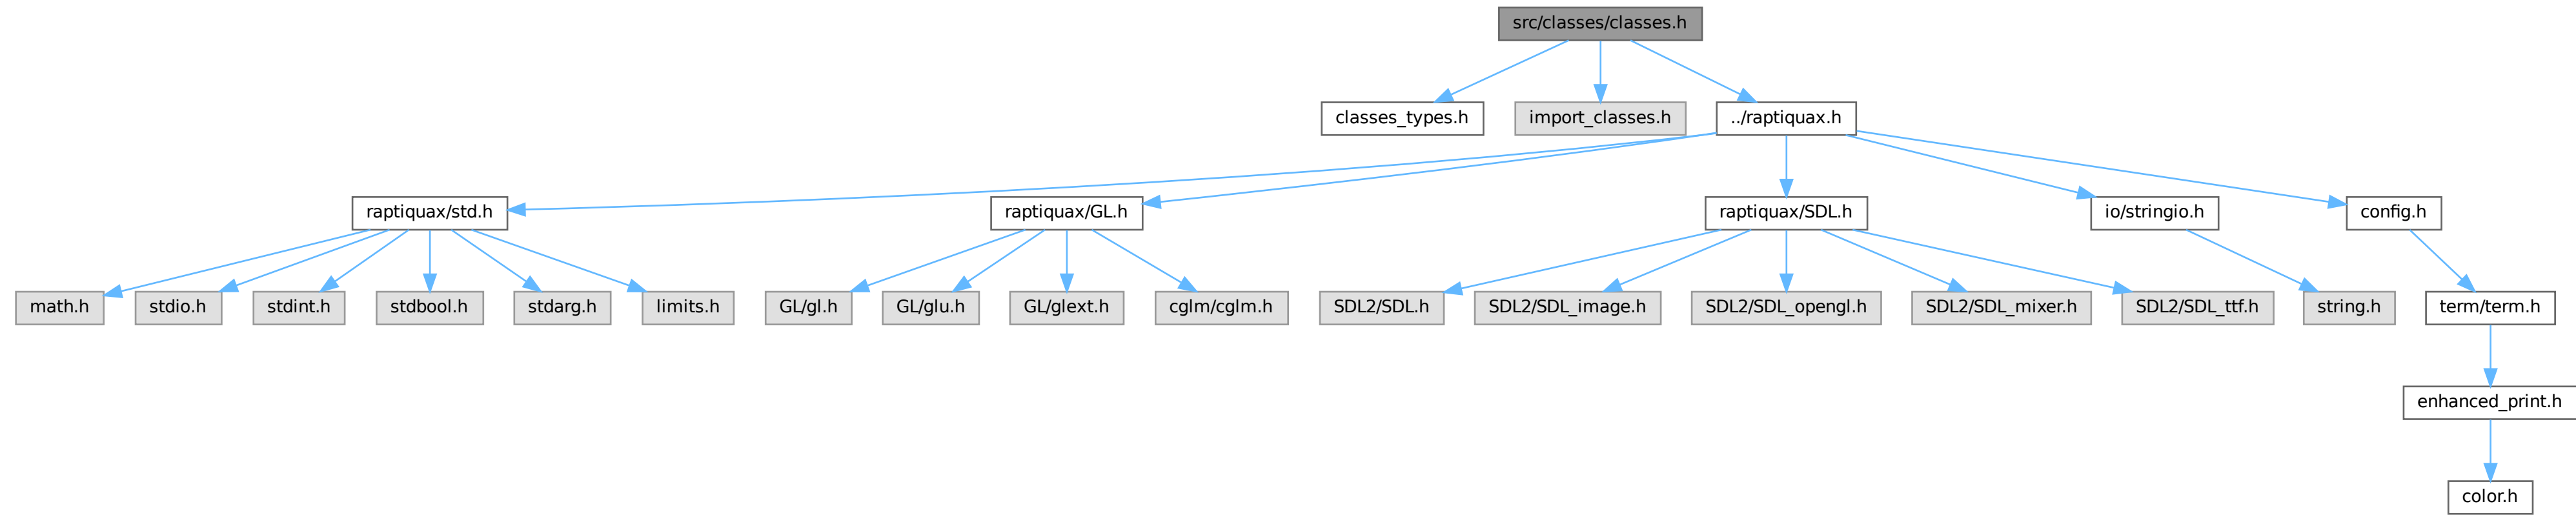 src/classes/classes.h
classes_types.h
import_classes.h
../raptiquax.h
raptiquax/std.h
raptiquax/GL.h
raptiquax/SDL.h
io/stringio.h
config.h
math.h
stdio.h
stdint.h
stdbool.h
stdarg.h
limits.h
GL/gl.h
GL/glu.h
GL/glext.h
cglm/cglm.h
SDL2/SDL.h
SDL2/SDL_image.h
SDL2/SDL_opengl.h
SDL2/SDL_mixer.h
SDL2/SDL_ttf.h
string.h
term/term.h
enhanced_print.h
color.h